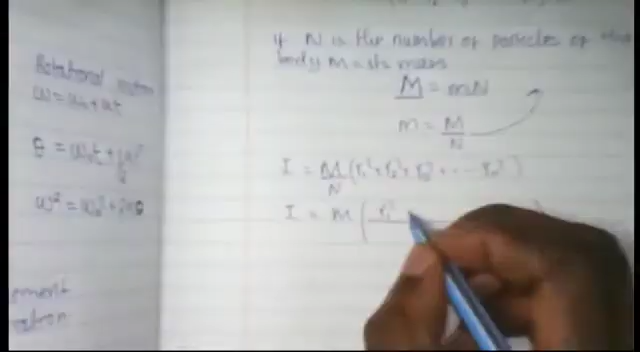 Rotational motion
ω = ω₀ + αt
θ = ω₀t + ½αt²
ω² = ω₀² + 2αθ
If N is the number of particles of the
body M = its mass
M = mN
m = M/N
I = M/N (r₁² + r₂² + r₃² + ... rₙ²)
I = M ( r₁²